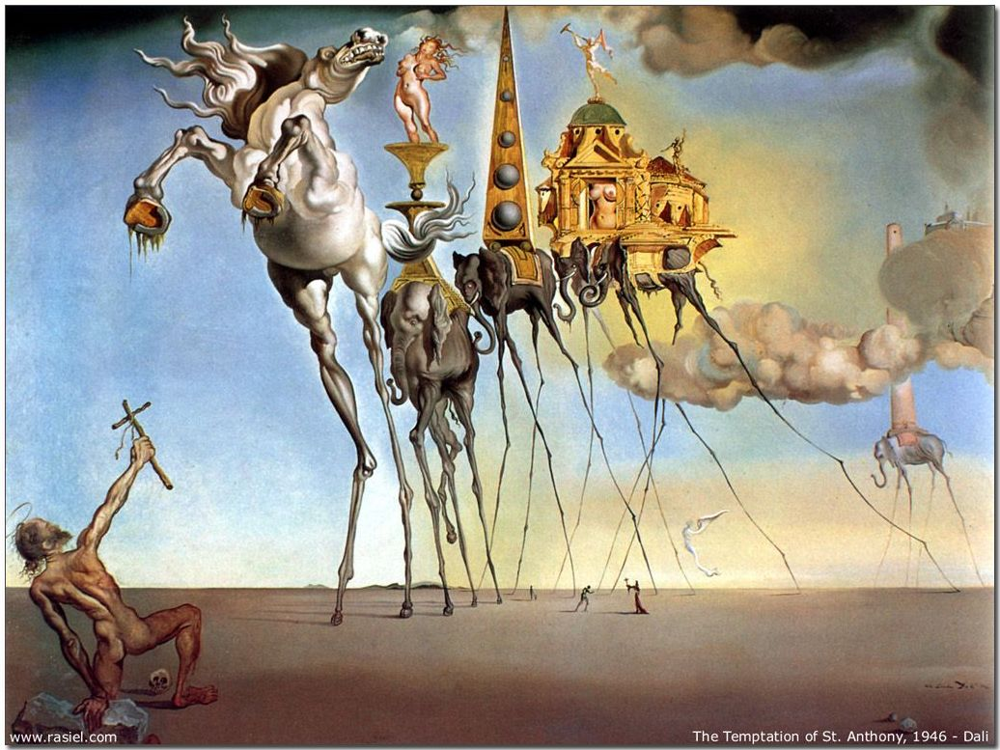 www.rasiel.com
The Temptation of St. Anthony, 1946 - Dali